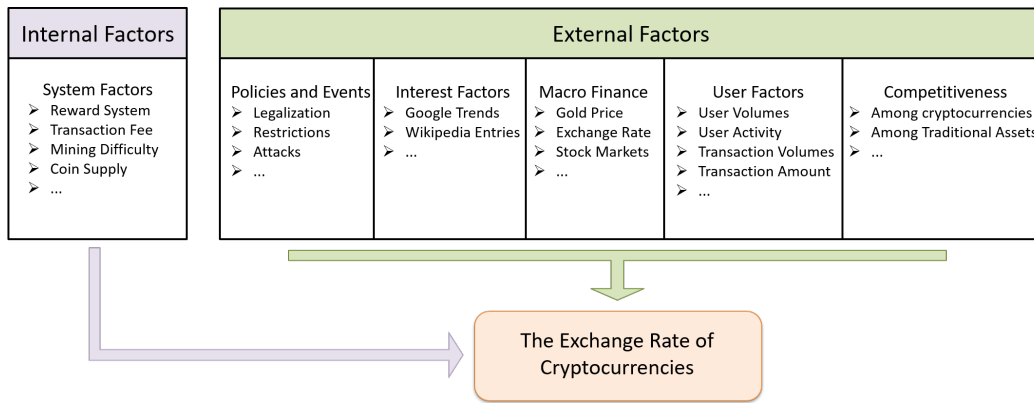 Internal Factors
System Factors
➢ Reward System
➢ Transaction Fee
➢ Mining Difficulty
➢ Coin Supply
➢ ...
External Factors
Policies and Events
➢ Legalization
➢ Restrictions
➢ Attacks
➢ ...
Interest Factors
➢ Google Trends
➢ Wikipedia Entries
➢ ...
Macro Finance
➢ Gold Price
➢ Exchange Rate
➢ Stock Markets
➢ ...
User Factors
➢ User Volumes
➢ User Activity
➢ Transaction Volumes
➢ Transaction Amount
➢ ...
Competitiveness
➢ Among cryptocurrencies
➢ Among Traditional Assets
➢ ...
The Exchange Rate of
Cryptocurrencies